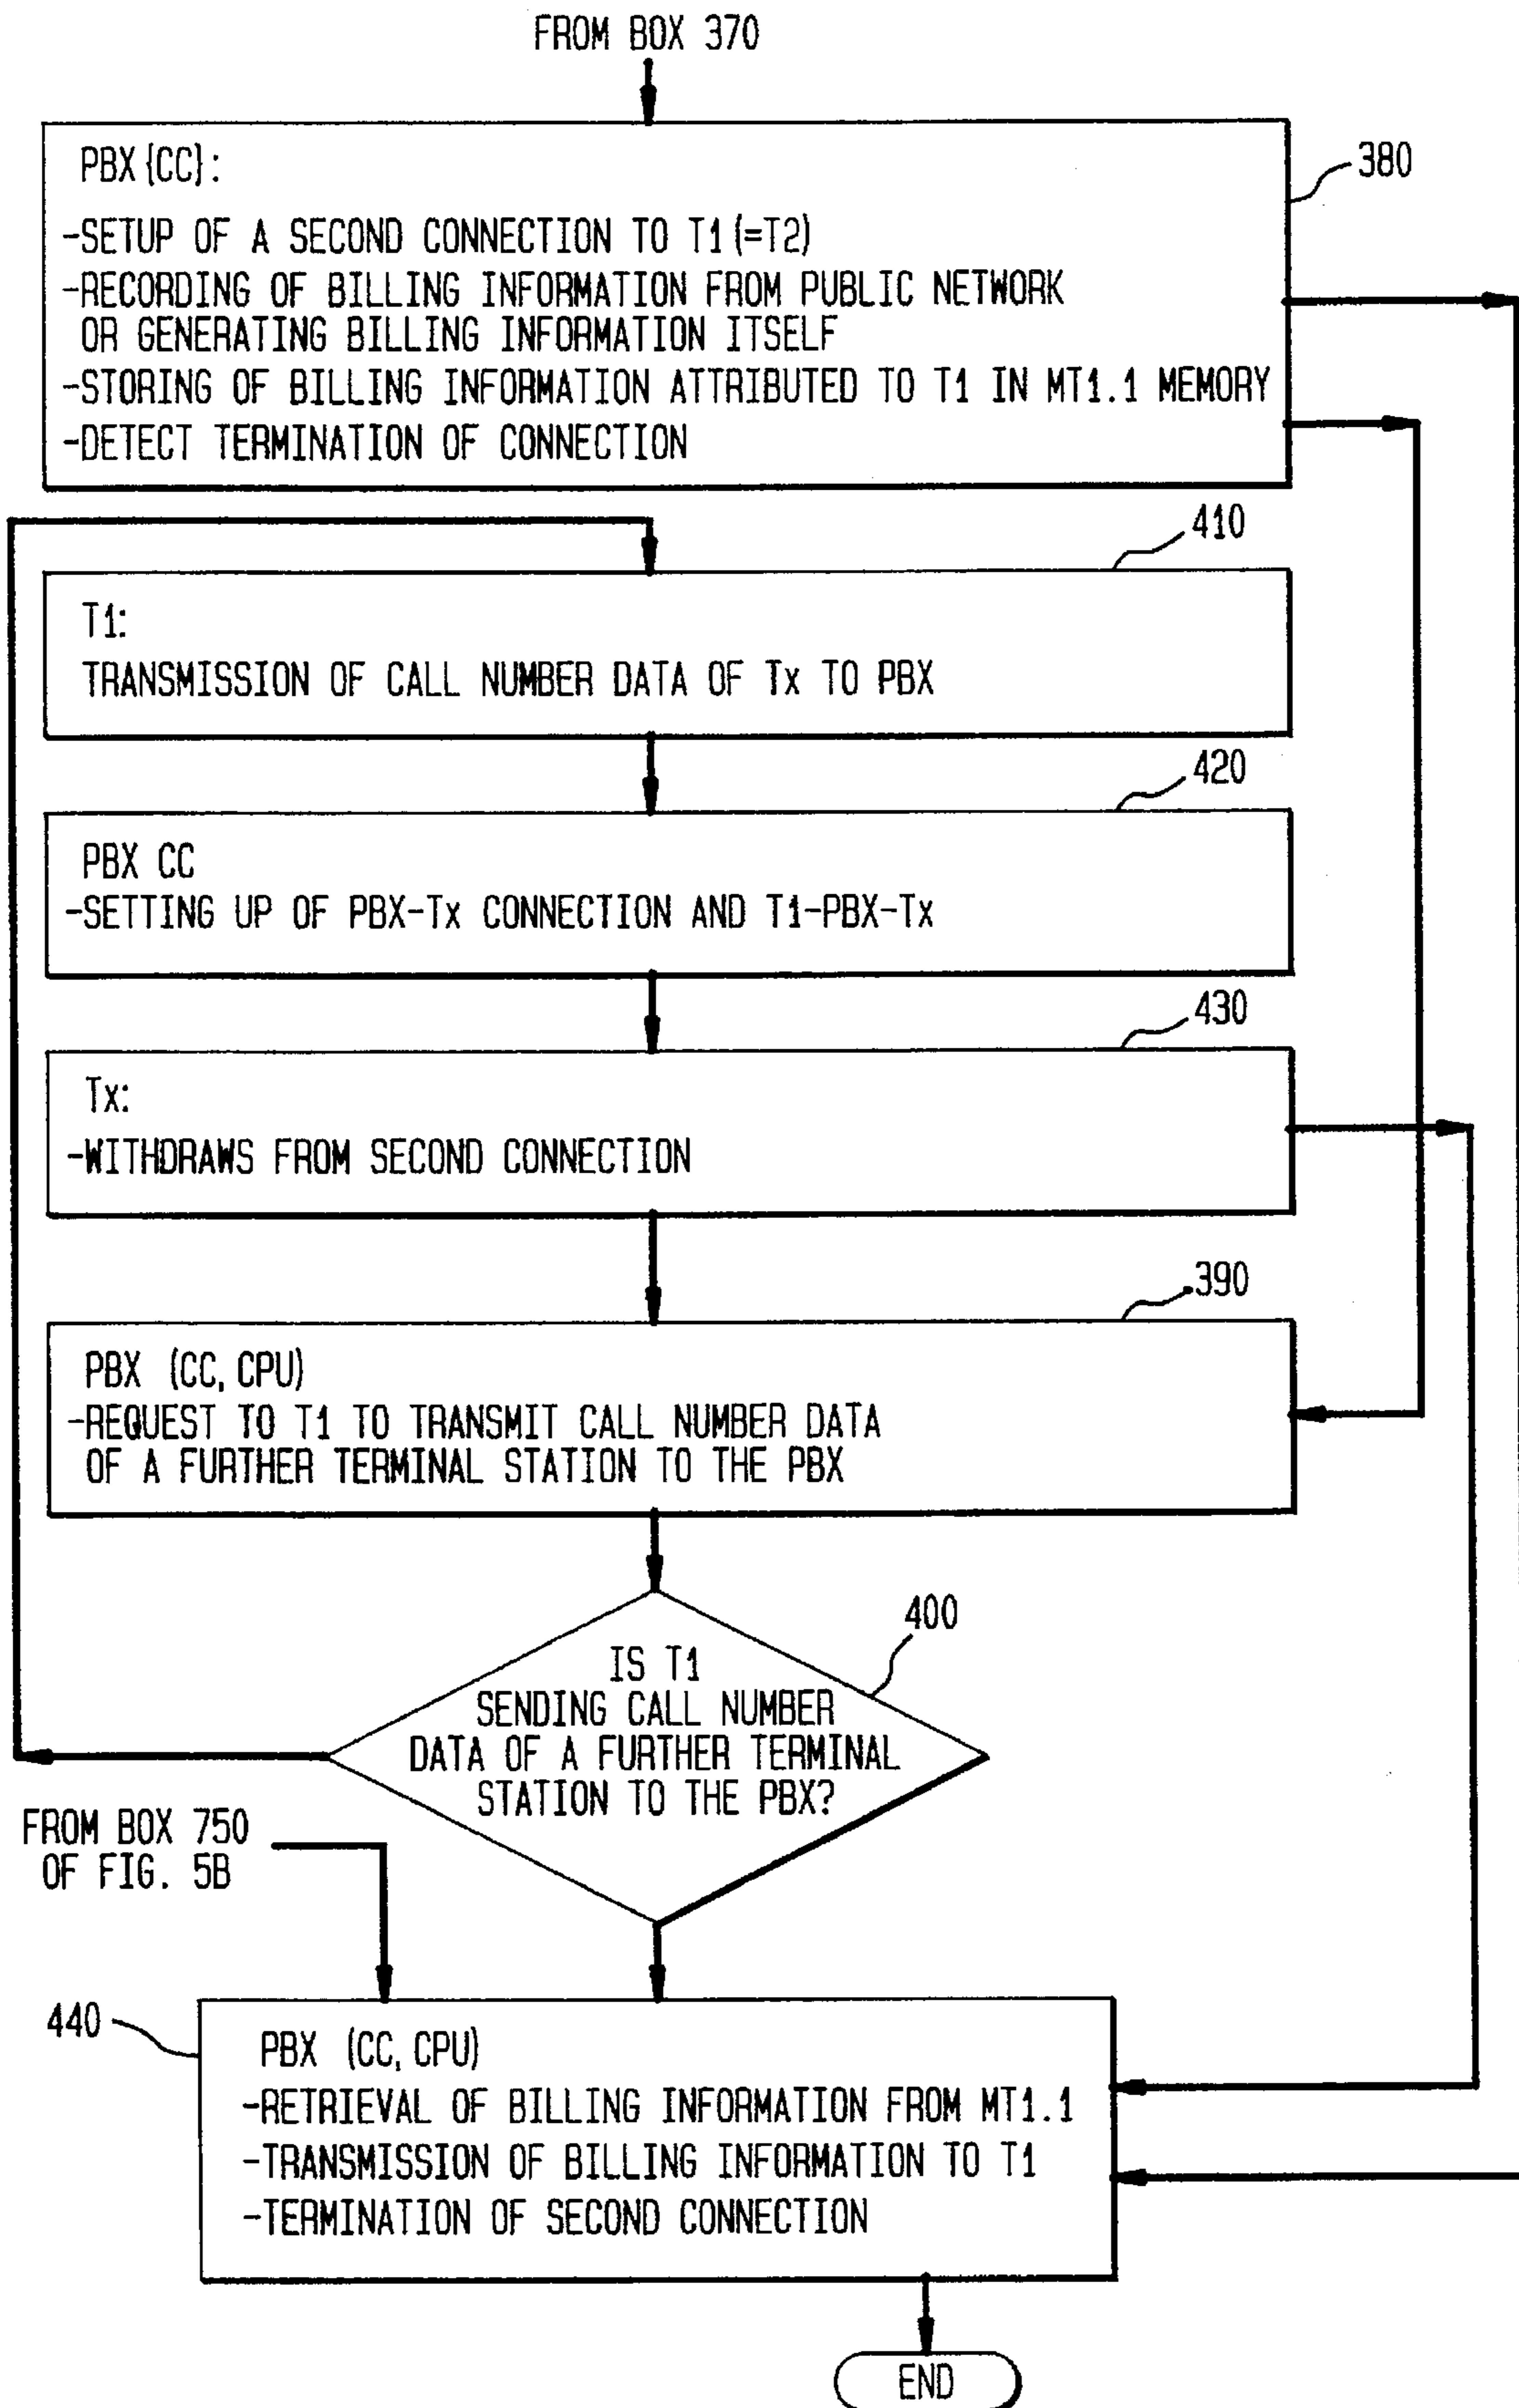 FROM BOX 370
PBX {CC}:
380
-SETUP OF A SECOND CONNECTION TO T1 (=T2)
-RECORDING OF BILLING INFORMATION FROM PUBLIC NETWORK
OR GENERATING BILLING INFORMATION ITSELF
-STORING OF BILLING INFORMATION ATTRIBUTED TO T1 IN MT1.1 MEMORY
-DETECT TERMINATION OF CONNECTION
410
T1:
TRANSMISSION OF CALL NUMBER DATA OF Tx TO PBX
420
PBX CC
-SETTING UP OF PBX-Tx CONNECTION AND T1-PBX-Tx
430
Tx:
-WITHDRAWS FROM SECOND CONNECTION
390
PBX (CC, CPU)
-REQUEST TO T1 TO TRANSMIT CALL NUMBER DATA
OF A FURTHER TERMINAL STATION TO THE PBX
400
IS T1
SENDING CALL NUMBER
DATA OF A FURTHER TERMINAL
STATION TO THE PBX?
FROM BOX 750
OF FIG. 5B
440
PBX (CC, CPU)
-RETRIEVAL OF BILLING INFORMATION FROM MT1.1
-TRANSMISSION OF BILLING INFORMATION TO T1
-TERMINATION OF SECOND CONNECTION
END